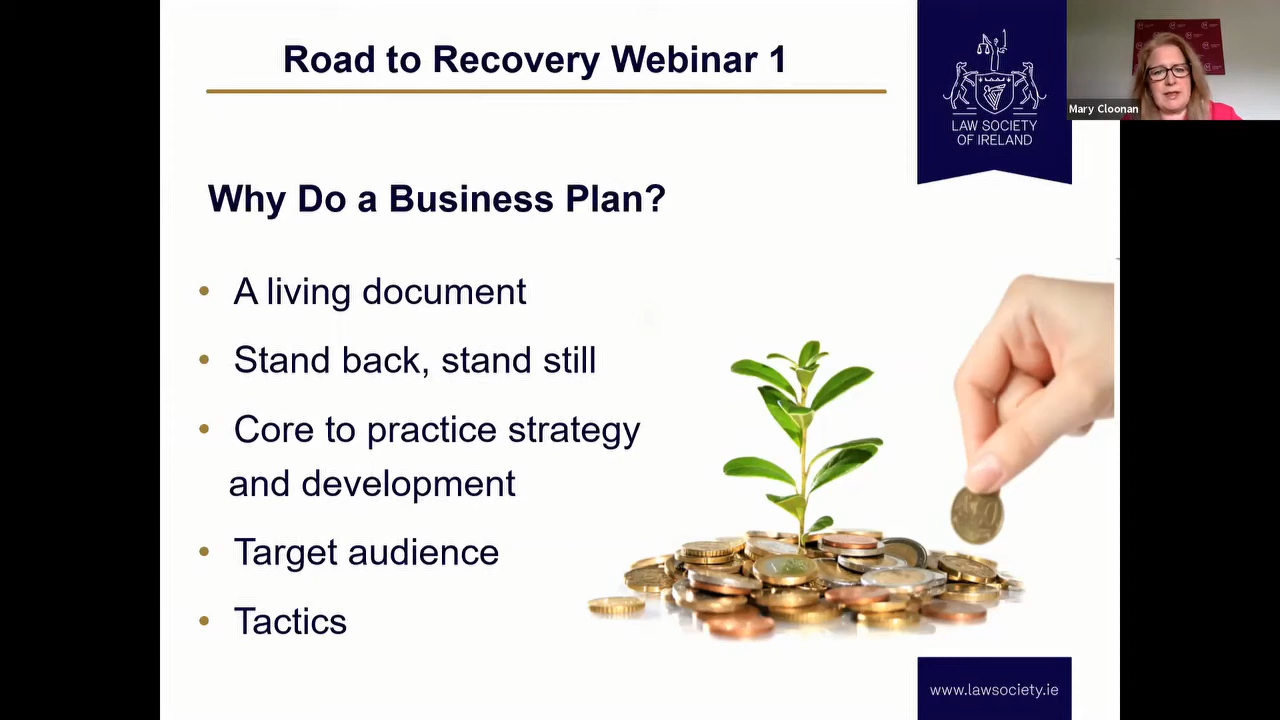 Road to Recovery Webinar 1
LAW SOCIETY
OF IRELAND
Mary Cloonan
Why Do a Business Plan?
• A living document
• Stand back, stand still
• Core to practice strategy
and development
• Target audience
• Tactics
www.lawsociety.ie